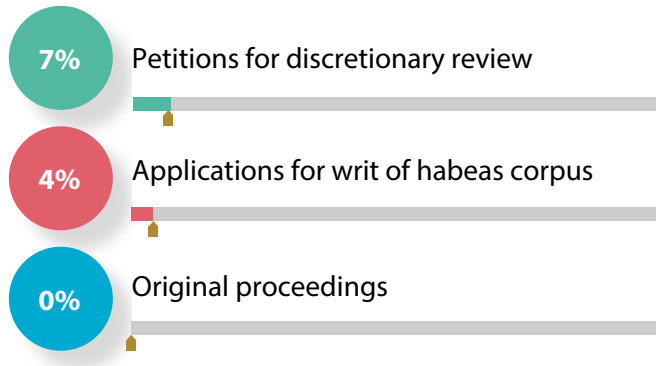 7%
Petitions for discretionary review
4%
Applications for writ of habeas corpus
0%
Original proceedings